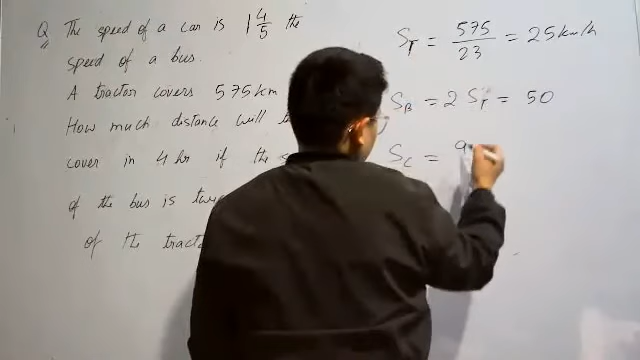 Q The speed of a car is 1 4/5 the
speed of a bus.
A tractor covers 575 km
How much distance will
cover in 4 hr if the
of the bus is
of the
S_T = 575/23 = 25 km/h
S_B = 2 S_T = 50
S_C = 9